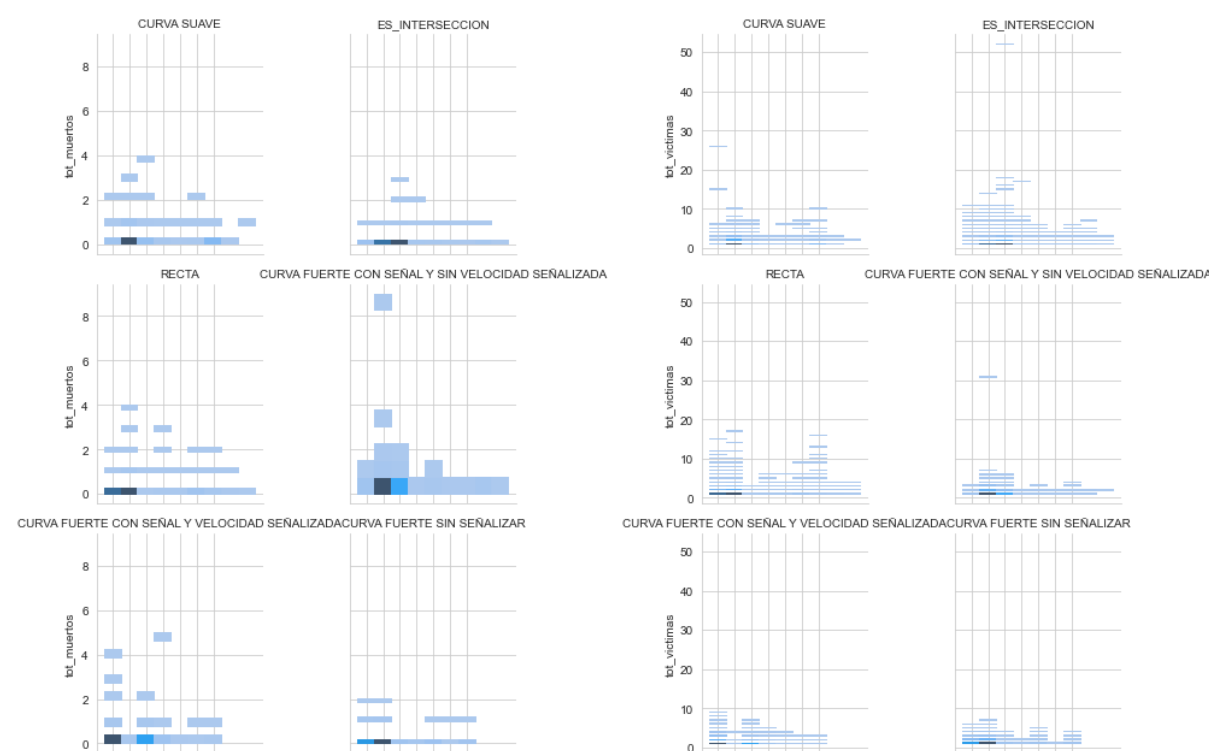 CURVA SUAVE
ES_INTERSECCION
CURVA SUAVE
ES_INTERSECCION
8
6
4
2
0
tot_muertos
50
40
30
20
10
0
tot_victimas
RECTA
CURVA FUERTE CON SEÑAL Y SIN VELOCIDAD SEÑALIZADA
RECTA
CURVA FUERTE CON SEÑAL Y SIN VELOCIDAD SEÑALIZADA
8
6
4
2
0
tot_muertos
50
40
30
20
10
0
tot_victimas
CURVA FUERTE CON SEÑAL Y VELOCIDAD SEÑALIZADA
CURVA FUERTE SIN SEÑALIZAR
CURVA FUERTE CON SEÑAL Y VELOCIDAD SEÑALIZADA
CURVA FUERTE SIN SEÑALIZAR
8
6
4
2
0
tot_muertos
50
40
30
20
10
0
tot_victimas